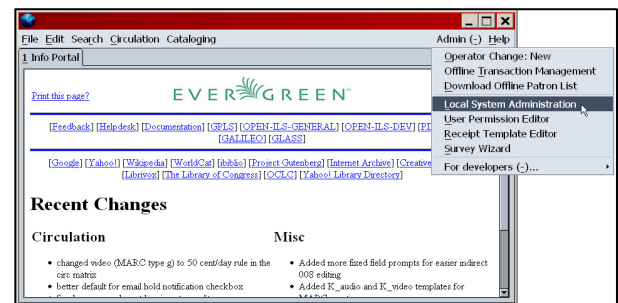 File Edit Search Circulation Cataloging Admin (-) Help
1 Info Portal
Operator Change: New
Offline Transaction Management
Download Offline Patron List
Local System Administration
User Permission Editor
Receipt Template Editor
Survey Wizard
For developers (-)...
Print this page?
EVERGREEN
[Feedback] [Helpdesk] [Documentation] [GPLS] [OPEN-ILS-GENERAL] [OPEN-ILS-DEV]
[GALILEO] [GLASS]
[Google] [Yahoo!] [Wikipedia] [WorldCat] [ibiblio] [Project Gutenberg] [Internet Archive] [Creative
[Librivox] [The Library of Congress] [OCLC] [Yahoo! Library Directory]
Recent Changes
Circulation
• changed video (MARC type g) to 50 cent/day rule in the
circ matrix
• better default for email hold notification checkbox
Misc
• Added more fixed field prompts for easier indirect
008 editing
• Added K_audio and K_video templates for